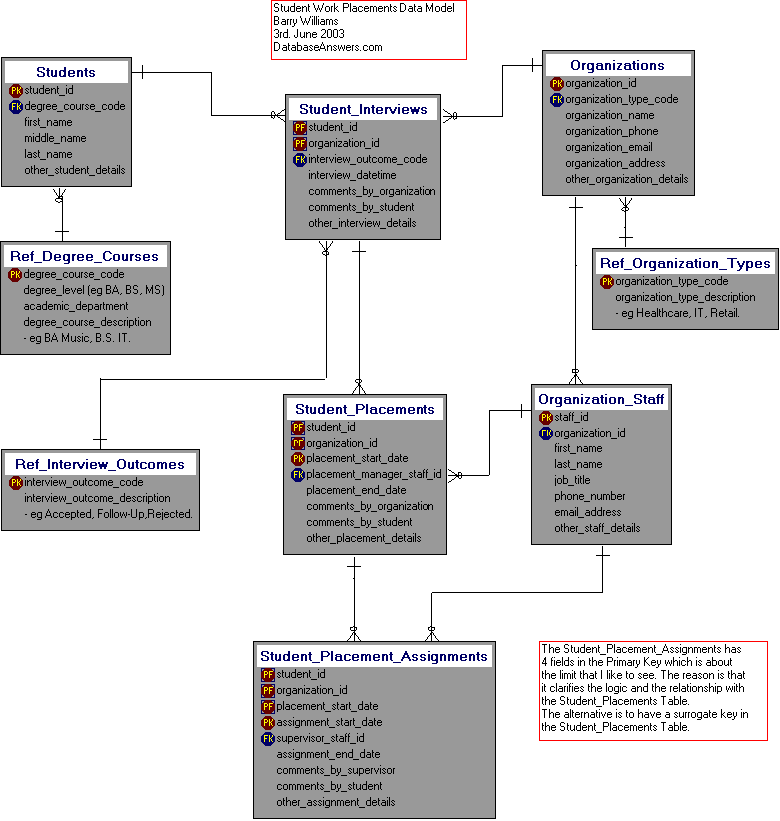 Student Work Placements Data Model
Barry Williams
3rd. June 2003
DatabaseAnswers.com
Students
PK student_id
FK degree_course_code
first_name
middle_name
last_name
other_student_details
Student_Interviews
PF student_id
PF organization_id
FK interview_outcome_code
interview_datetime
comments_by_organization
comments_by_student
other_interview_details
Organizations
PK organization_id
FK organization_type_code
organization_name
organization_phone
organization_email
organization_address
other_organization_details
Ref_Degree_Courses
PK degree_course_code
degree_level (eg BA, BS, MS)
academic_department
degree_course_description
- eg BA Music, B.S. IT.
Ref_Organization_Types
PK organization_type_code
organization_type_description
- eg Healthcare, IT, Retail.
Ref_Interview_Outcomes
PK interview_outcome_code
interview_outcome_description
- eg Accepted, Follow-Up,Rejected.
Student_Placements
PF student_id
PF organization_id
PK placement_start_date
FK placement_manager_staff_id
placement_end_date
comments_by_organization
comments_by_student
other_placement_details
Organization_Staff
PK staff_id
FK organization_id
first_name
last_name
job_title
phone_number
email_address
other_staff_details
Student_Placement_Assignments
PF student_id
PF organization_id
PF placement_start_date
PK assignment_start_date
FK supervisor_staff_id
assignment_end_date
comments_by_supervisor
comments_by_student
other_assignment_details
The Student_Placement_Assignments has
4 fields in the Primary Key which is about
the limit that I like to see. The reason is that
it clarifies the logic and the relationship with
the Student_Placements Table.
The alternative is to have a surrogate key in
the Student_Placements Table.